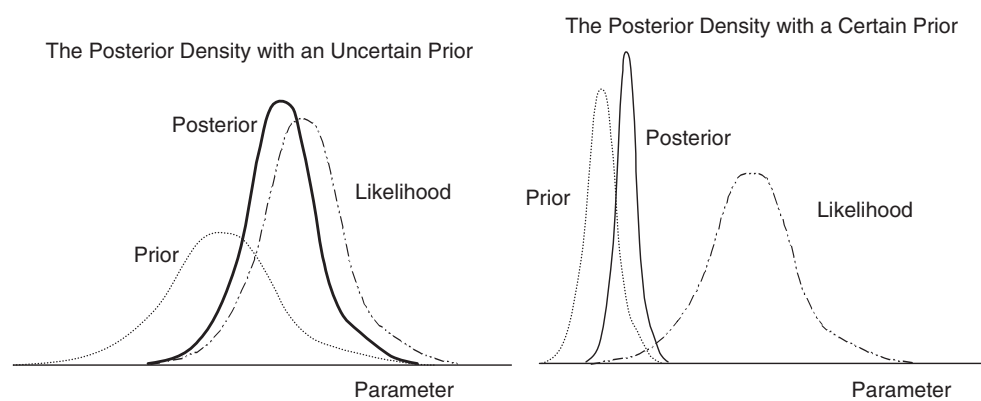 The Posterior Density with an Uncertain Prior
Posterior
Likelihood
Prior
Parameter
The Posterior Density with a Certain Prior
Posterior
Prior
Likelihood
Parameter